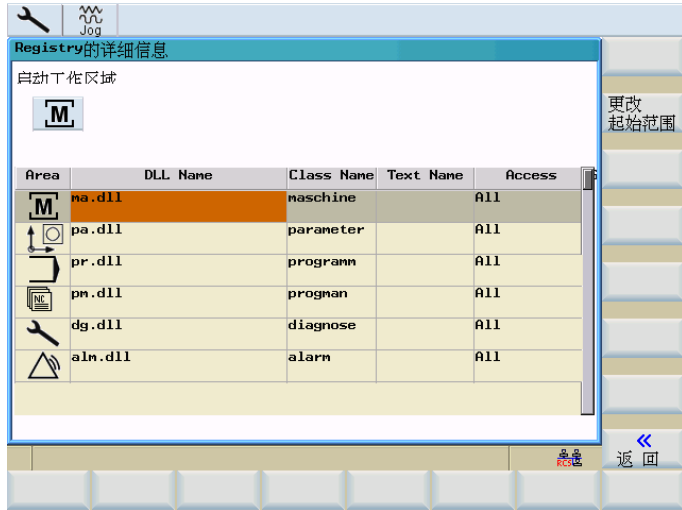 Jog
Registry的详细信息
启动工作区域
M
更改
起始范围
Area DLL Name Class Name Text Name Access
M ma.dll maschine All
pa.dll parameter All
pr.dll programm All
NC pm.dll progman All
dg.dll diagnose All
alm.dll alarm All
RCS
返回